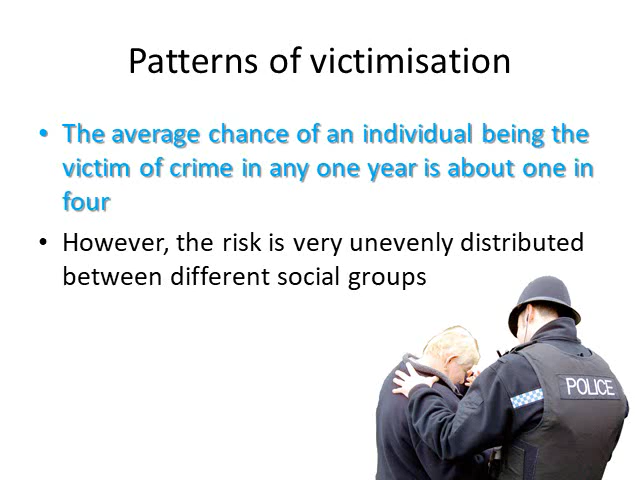 Patterns of victimisation
• The average chance of an individual being the
victim of crime in any one year is about one in
four
• However, the risk is very unevenly distributed
between different social groups
POLICE